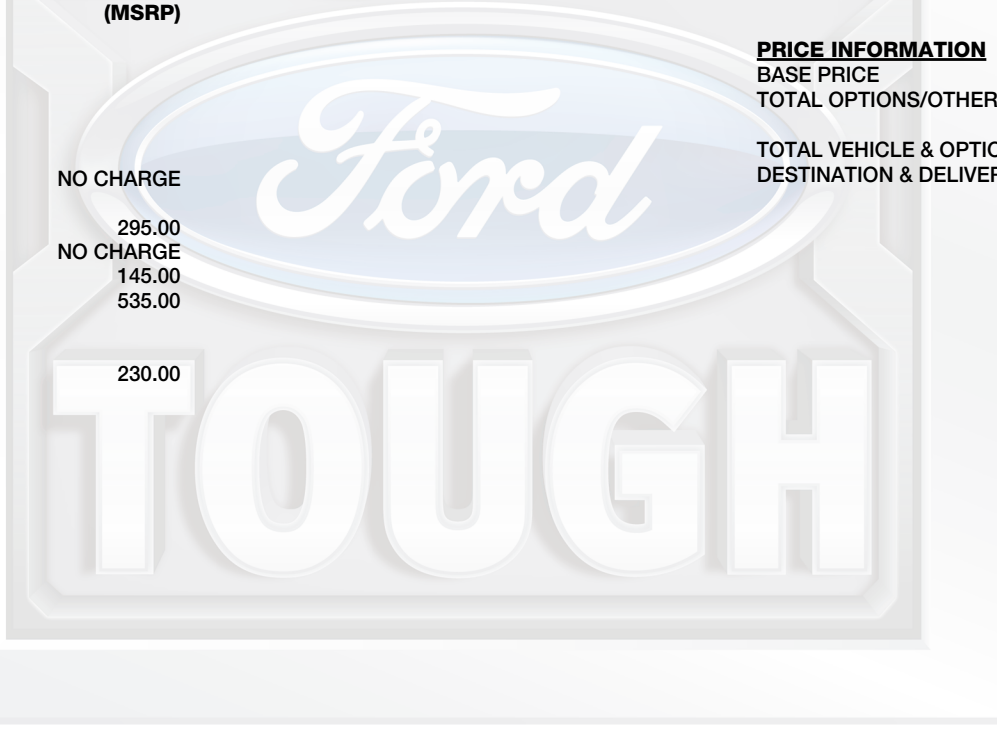 (MSRP)
NO CHARGE
295.00
NO CHARGE
145.00
535.00
230.00
PRICE INFORMATION
BASE PRICE
TOTAL OPTIONS/OTHER
TOTAL VEHICLE & OPTIO
DESTINATION & DELIVER
Ford
TOUGH